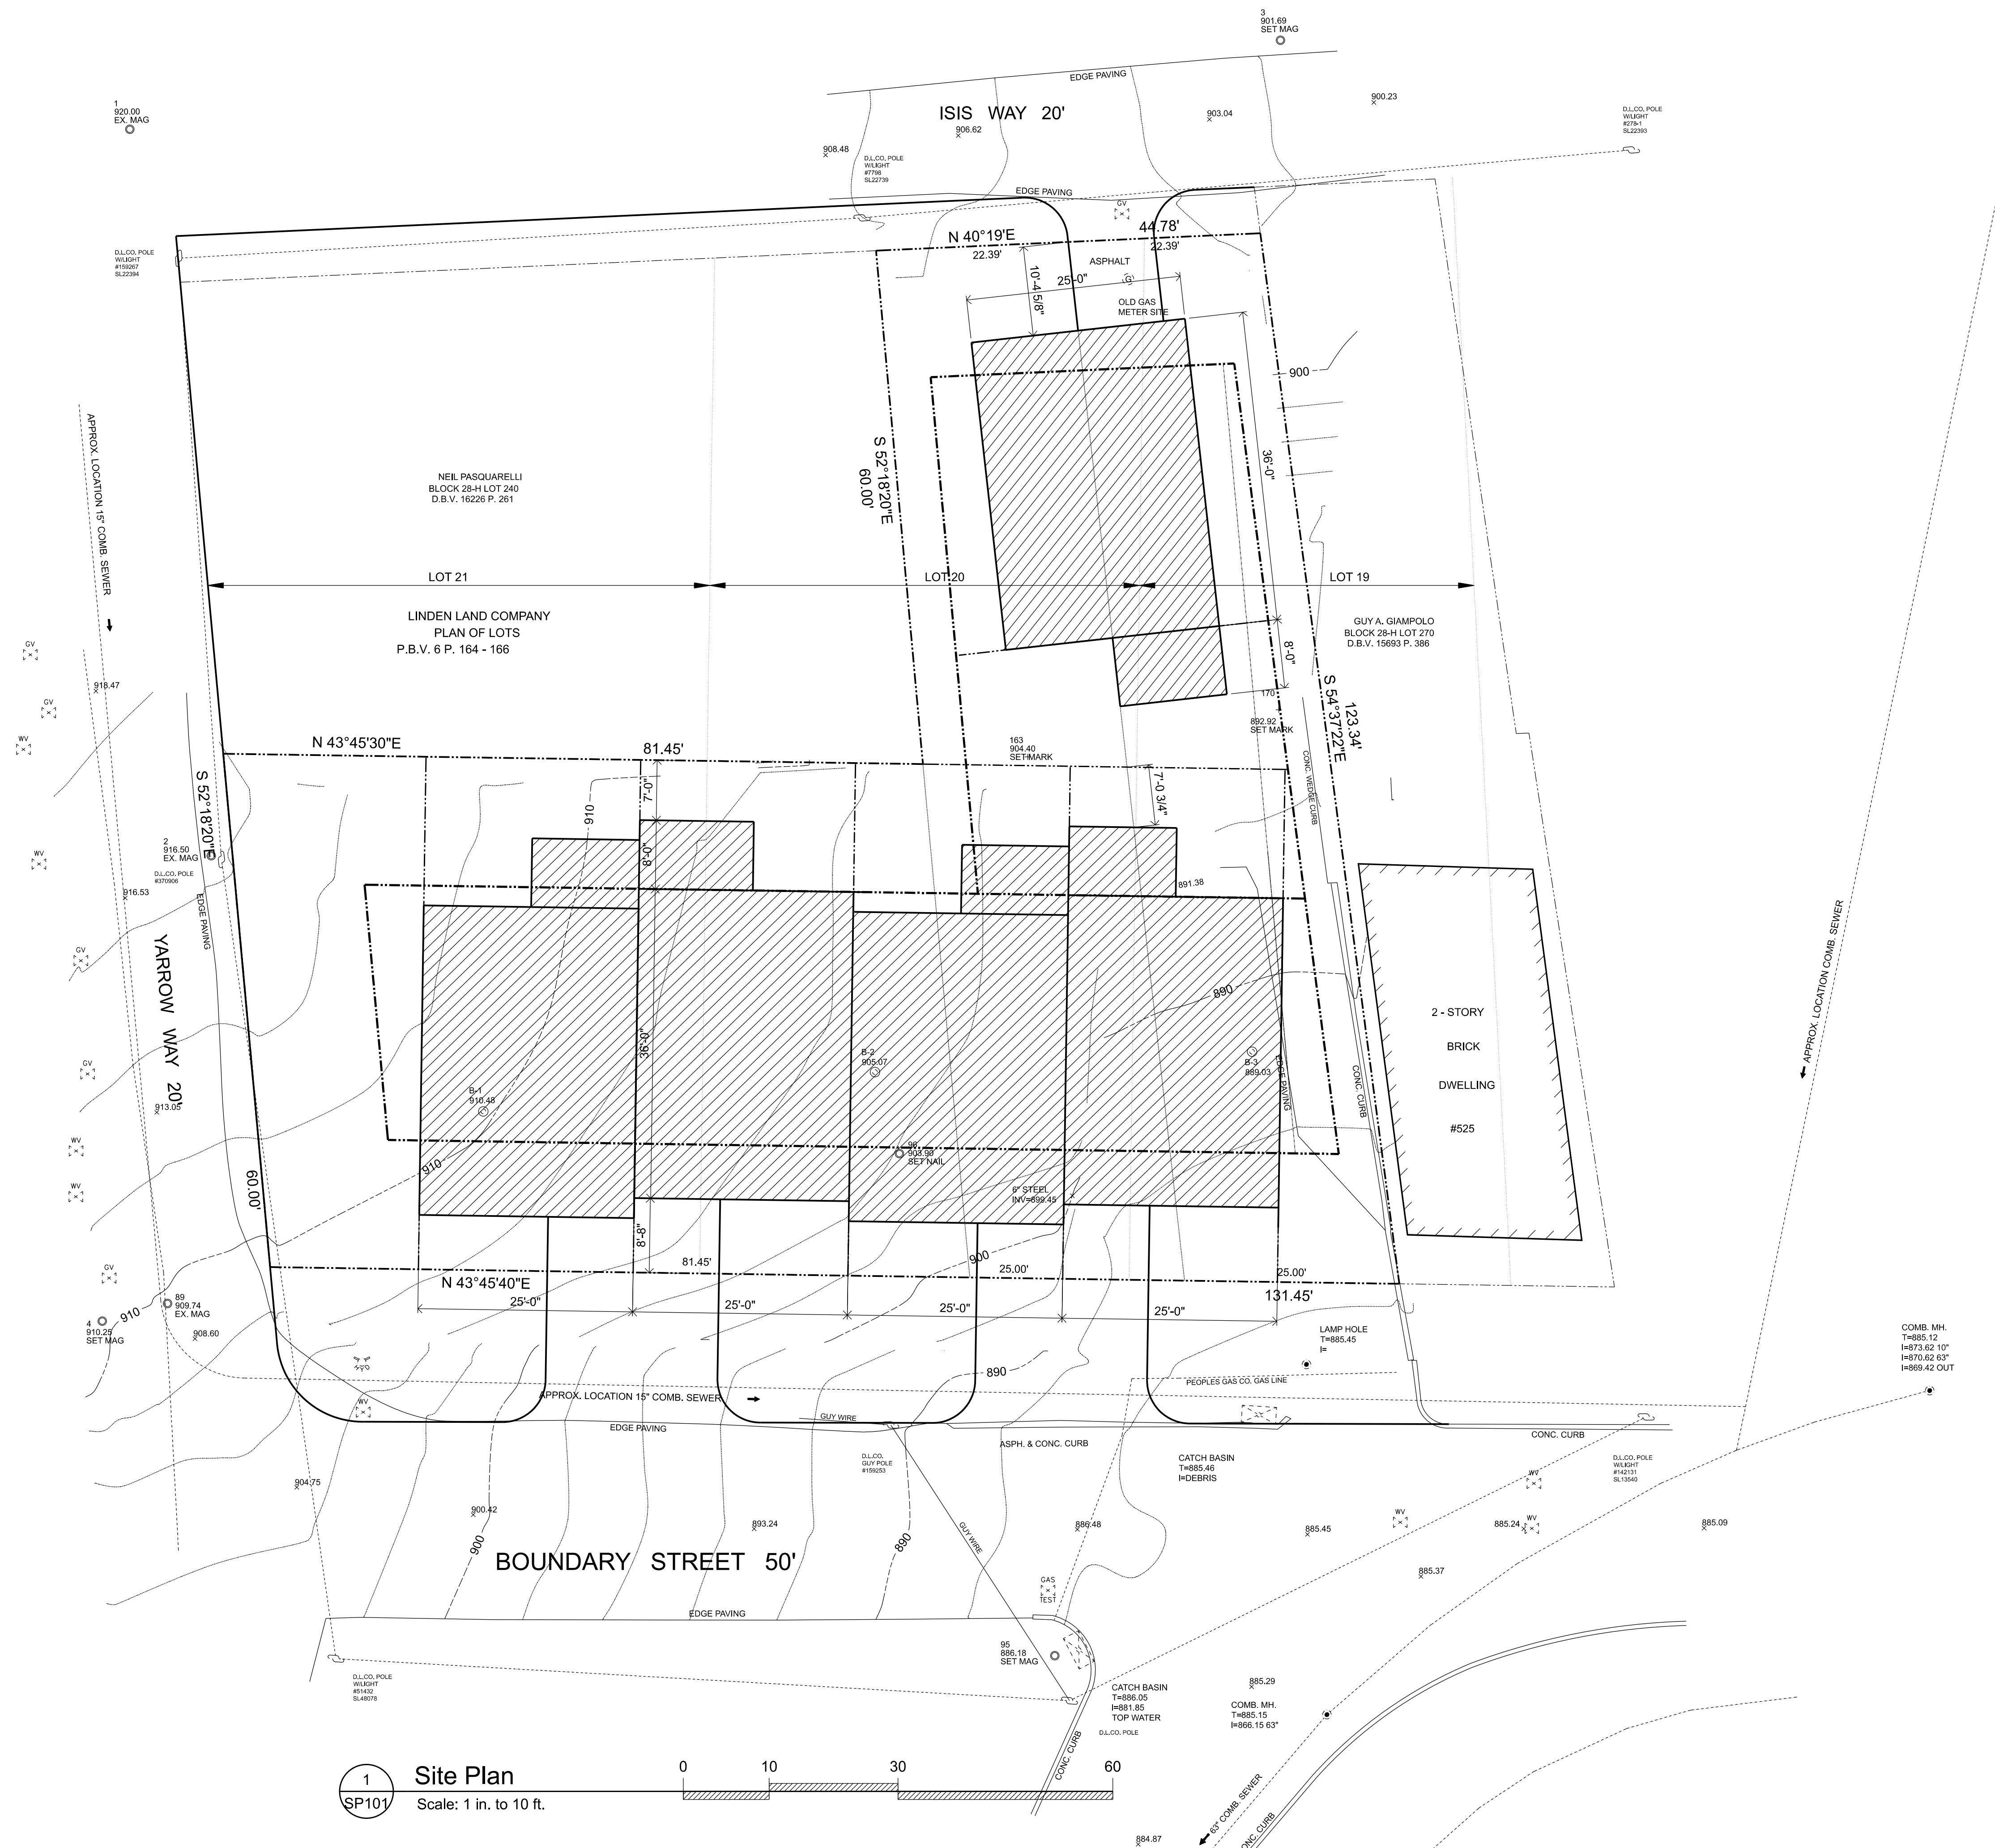 3
901.69
SET MAG
EDGE PAVING
1
920.00
EX. MAG
ISIS WAY 20'
900.23
903.04
906.62
908.48
D.L.CO. POLE
W/LIGHT
#278-1
SL22393
D.L.CO. POLE
W/LIGHT
#7798
SL22739
EDGE PAVING
GV
D.L.CO. POLE
W/LIGHT
#159267
SL22394
N 40°19'E
44.78'
22.39'
22.39'
ASPHALT
10'-4 5/8"
25'-0"
G
OLD GAS
METER SITE
900
APPROX. LOCATION 15" COMB. SEWER
S 52°18'20"E
60.00'
36'-0"
NEIL PASQUARELLI
BLOCK 28-H LOT 240
D.B.V. 16226 P. 261
LOT 21
LOT 20
LOT 19
LINDEN LAND COMPANY
PLAN OF LOTS
P.B.V. 6 P. 164 - 166
GUY A. GIAMPOLO
BLOCK 28-H LOT 270
D.B.V. 15693 P. 386
GV
8'-0"
918.47
GV
WV
170
892.92
SET MARK
S 54°37'22"E
123.34'
N 43°45'30"E
81.45'
163
904.40
SET MARK
CONC. WEDGE CURB
S 52°18'20"E
7'-0"
7'-0 3/4"
910
2
916.50
EX. MAG
D.L.CO. POLE
#370906
WV
8'-0"
891.38
916.53
EDGE PAVING
GV
YARROW WAY 20'
890
36'-0"
2 - STORY
BRICK
DWELLING
#525
APPROX. LOCATION COMB. SEWER
GV
B-1
910.48
B-2
905.07
B-3
889.03
EDGE PAVING
CONC. CURB
913.05
WV
WV
910
96
903.90
SET NAIL
6" STEEL
INV=899.45
60.00'
8'-8"
900
GV
81.45'
25.00'
25.00'
N 43°45'40"E
131.45'
25'-0"
25'-0"
25'-0"
25'-0"
89
909.74
EX. MAG
910
4
910.25
SET MAG
908.60
LAMP HOLE
T=885.45
I=
COMB. MH.
T=885.12
I=873.62 10"
I=870.62 63"
I=869.42 OUT
890
PEOPLES GAS CO. GAS LINE
APPROX. LOCATION 15" COMB. SEWER
WV
GUY WIRE
EDGE PAVING
ASPH. & CONC. CURB
CONC. CURB
D.L.CO.
GUY POLE
#159253
CATCH BASIN
T=885.46
I=DEBRIS
D.L.CO. POLE
W/LIGHT
#142131
SL13540
WV
904.75
900.42
893.24
886.48
885.45
WV
885.24
WV
885.09
900
890
GUY WIRE
BOUNDARY STREET 50'
885.37
GAS
TEST
EDGE PAVING
95
886.18
SET MAG
D.L.CO. POLE
W/LIGHT
#51432
SL48078
CATCH BASIN
T=886.05
I=881.85
TOP WATER
D.L.CO. POLE
885.29
COMB. MH.
T=885.15
I=866.15 63"
CONC. CURB
1
SP101
Site Plan
Scale: 1 in. to 10 ft.
0 10 30 60
63" COMB. SEWER
CONC. CURB
884.87